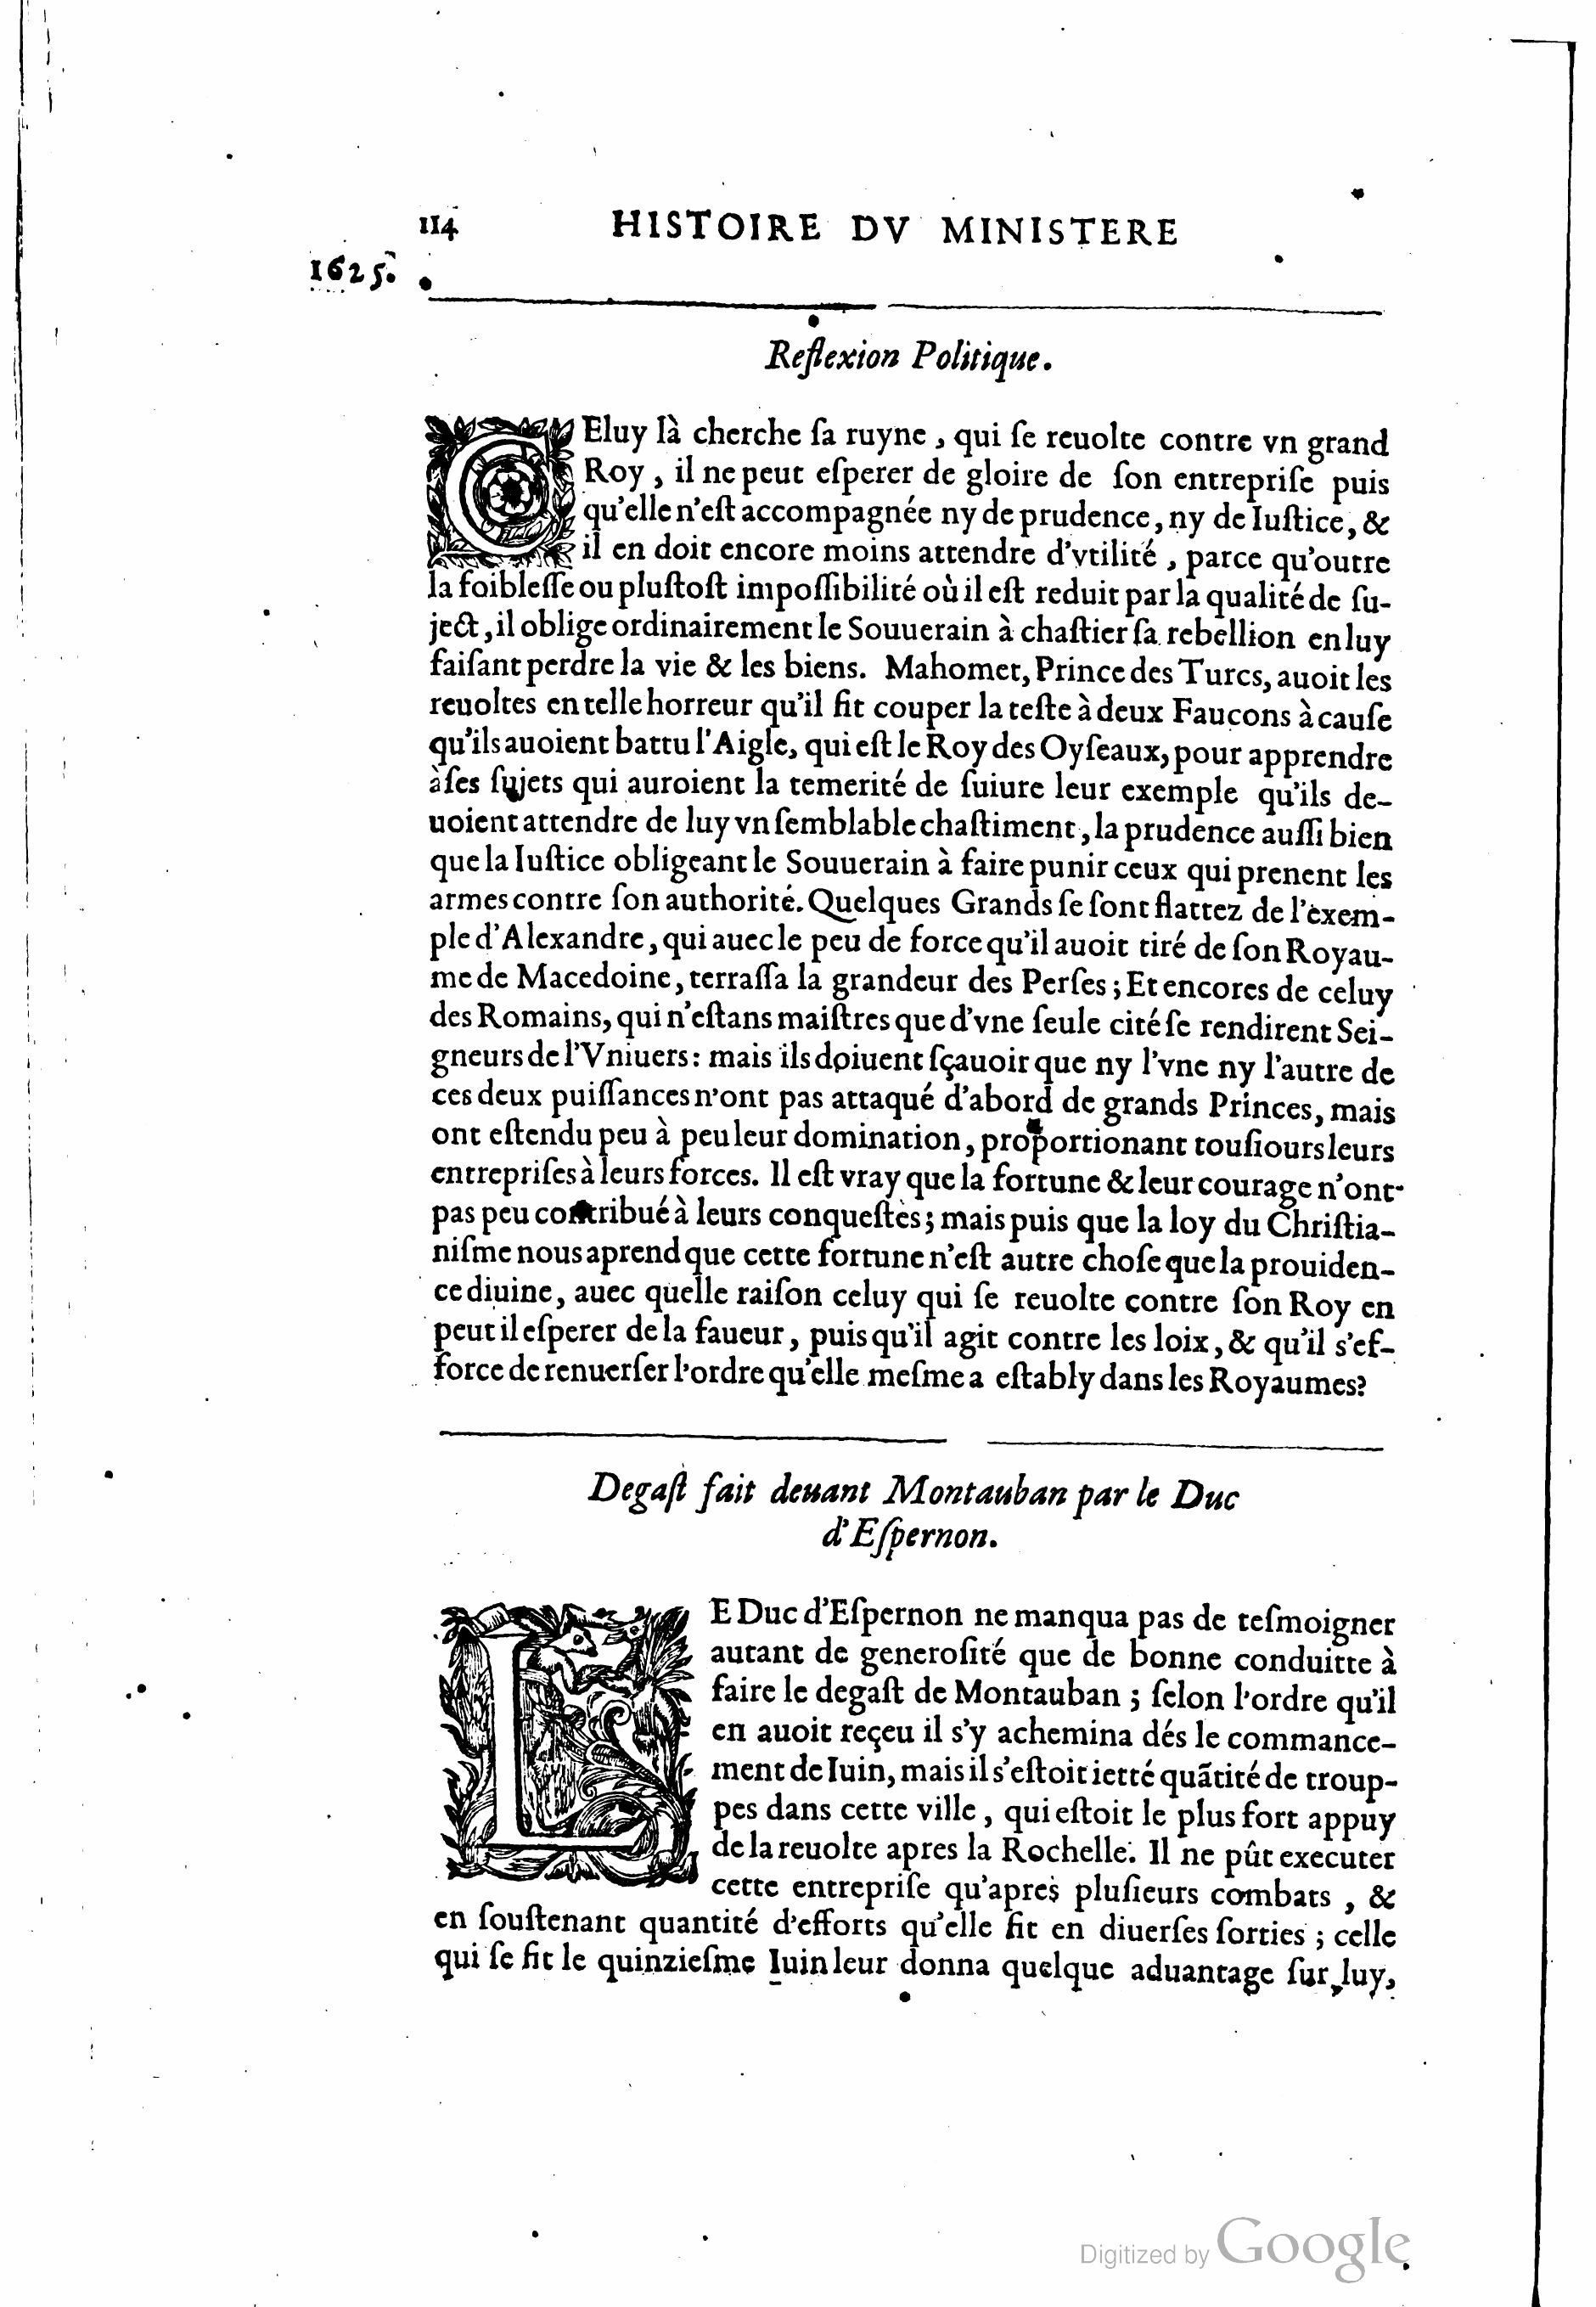 114 HISTOIRE DV MINISTERE
1625.
Reflexion Politique.
CEluy là cherche ſa ruyne, qui ſe reuolte contre vn grand
Roy, il ne peut eſperer de gloire de ſon entrepriſe puis
qu'elle n'eſt accompagnée ny de prudence, ny de Iuſtice, &
il en doit encore moins attendre d'vtilité, parce qu'outre
la foibleſſe ou pluſtoſt impoſſibilité où il eſt reduit par la qualité de ſu-
ject, il oblige ordinairement le Souuerain à chaſtier ſa rebellion en luy
faiſant perdre la vie & les biens. Mahomet, Prince des Turcs, auoit les
reuoltes en telle horreur qu'il fit couper la teſte à deux Faucons à cauſe
qu'ils auoient battu l'Aigle, qui eſt le Roy des Oyſeaux, pour apprendre
à ſes ſujets qui auroient la temerité de ſuiure leur exemple qu'ils de-
uoient attendre de luy vn ſemblable chaſtiment, la prudence auſſi bien
que la Iuſtice obligeant le Souuerain à faire punir ceux qui prenent les
armes contre ſon authorité. Quelques Grands ſe ſont flattez de l'exem-
ple d'Alexandre, qui auec le peu de force qu'il auoit tiré de ſon Royau-
me de Macedoine, terraſſa la grandeur des Perſes; Et encores de celuy
des Romains, qui n'eſtans maiſtres que d'vne ſeule cité ſe rendirent Sei-
gneurs de l'Vniuers: mais ils doiuent ſçauoir que ny l'vne ny l'autre de
ces deux puiſſances n'ont pas attaqué d'abord de grands Princes, mais
ont eſtendu peu à peu leur domination, proportionant touſiours leurs
entrepriſes à leurs forces. Il eſt vray que la fortune & leur courage n'ont
pas peu contribué à leurs conqueſtes; mais puis que la loy du Chriſtia-
niſme nous aprend que cette fortune n'eſt autre choſe que la prouiden-
ce diuine, auec quelle raiſon celuy qui ſe reuolte contre ſon Roy en
peut il eſperer de la faueur, puis qu'il agit contre les loix, & qu'il s'ef-
force de renuerſer l'ordre qu'elle meſme a eſtably dans les Royaumes?
Degaſt fait deuant Montauban par le Duc
d'Eſpernon.
LE Duc d'Eſpernon ne manqua pas de teſmoigner
autant de generoſité que de bonne conduitte à
faire le degaſt de Montauban; ſelon l'ordre qu'il
en auoit reçeu il s'y achemina dés le commance-
ment de Iuin, mais il s'eſtoit ietté quãtité de troup-
pes dans cette ville, qui eſtoit le plus fort appuy
de la reuolte apres la Rochelle. Il ne pût executer
cette entrepriſe qu'apres pluſieurs combats, &
en ſouſtenant quantité d'efforts qu'elle fit en diuerſes ſorties; celle
qui ſe fit le quinzieſme Iuin leur donna quelque aduantage ſur luy,
Digitized by Google